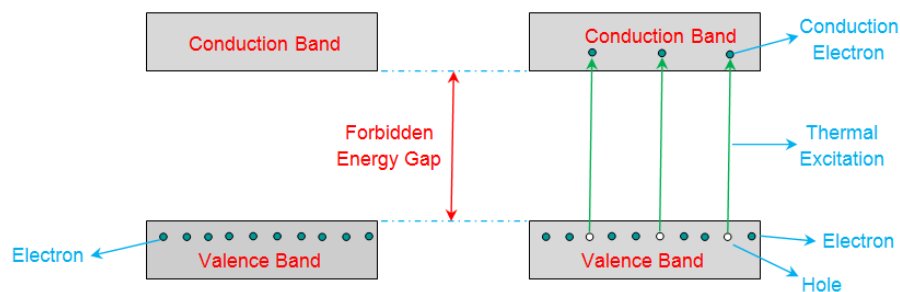 Conduction Band
Conduction Band
Conduction
Electron
Forbidden
Energy Gap
Thermal
Excitation
Electron
Valence Band
Valence Band
Electron
Hole